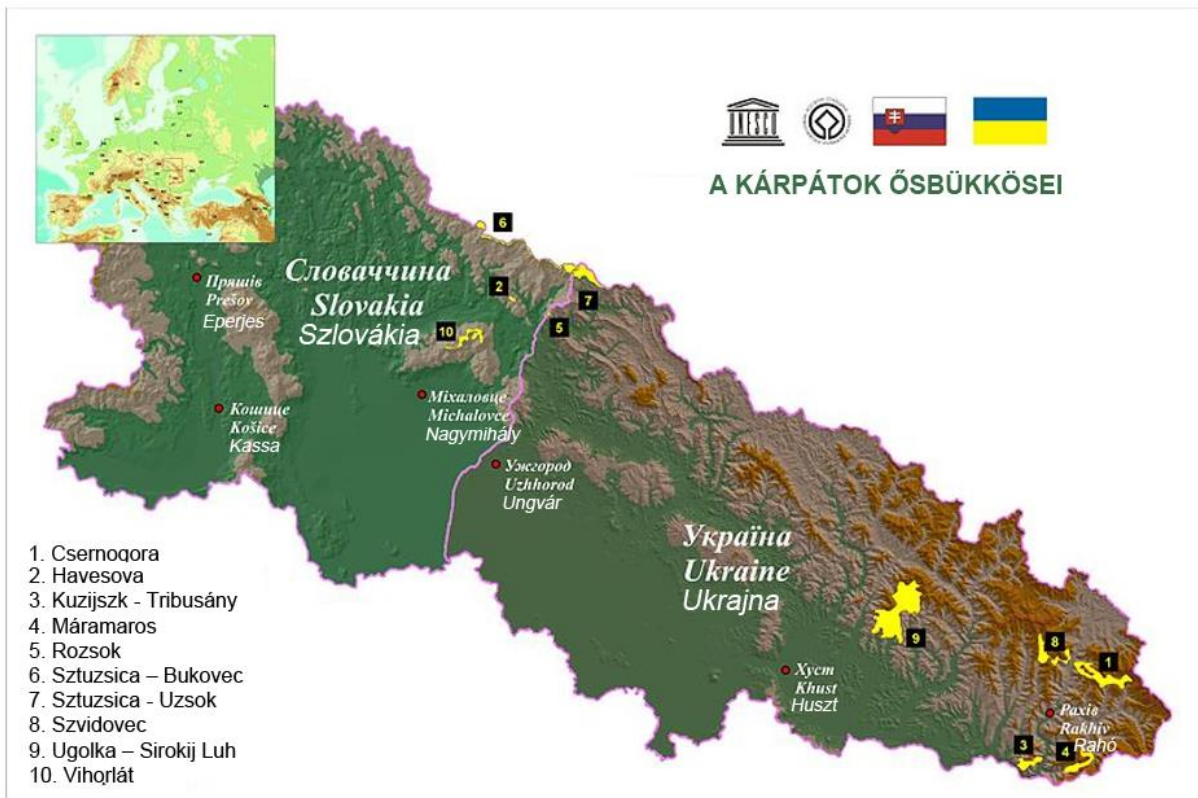 UNESCO
A KÁRPÁTOK ŐSBÜKKÖSEI
6
Словаччина
Slovakia
Szlovákia
2
7
10
5
Пряшів
Prešov
Eperjes
Кошице
Košice
Kassa
Міхаловце
Michalovce
Nagymihály
Ужгород
Uzhhorod
Ungvár
Україна
Ukraine
Ukrajna
9
8
1
Хуст
Khust
Huszt
Рахів
Rakhiv
Rahó
3
4
1. Csernogora
2. Havesova
3. Kuzijszk - Tribusány
4. Máramaros
5. Rozsok
6. Sztuzsica – Bukovec
7. Sztuzsica - Uzsok
8. Szvidovec
9. Ugolka – Sirokij Luh
10. Vihorlát